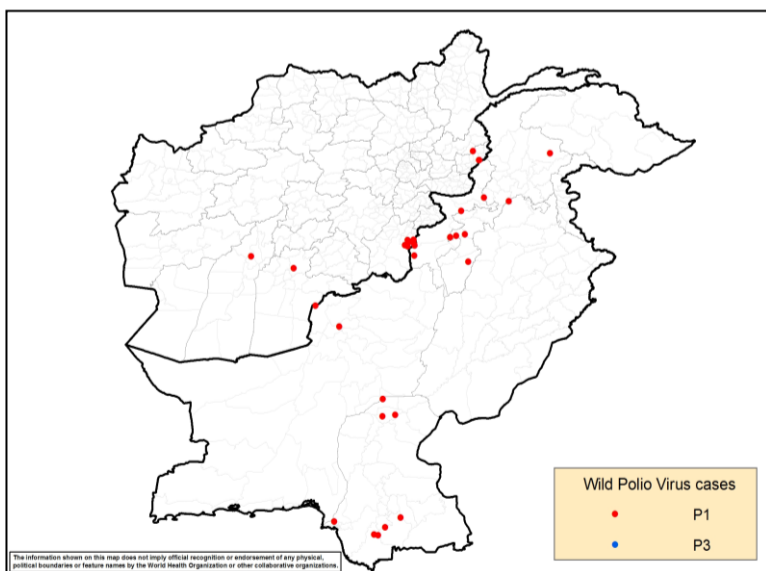 Wild Polio Virus cases
P1
P3
The information shown on this map does not imply official recognition or endorsement of any physical,
political boundaries or feature names by the World Health Organization or other collaborative organizations.